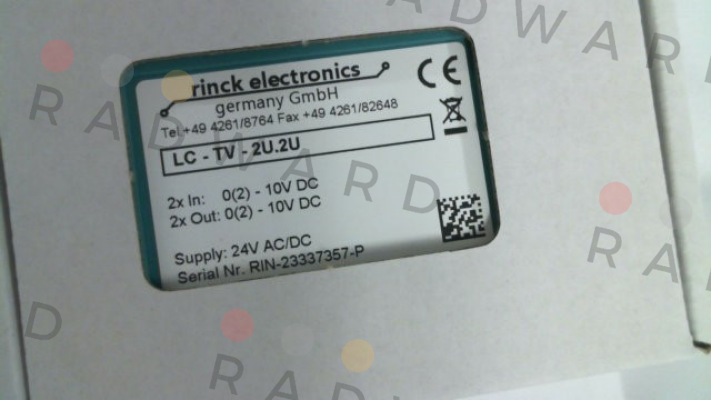 rinck electronics
germany GmbH
Tel +49 4261/8764 Fax +49 4261/82648
CE
LC - TV - 2U.2U
2x In: 0(2) - 10V DC
2x Out: 0(2) - 10V DC
Supply: 24V AC/DC
Serial Nr. RIN-23337357-P
RADWARD
RADWARD
RA
D
RADWAR